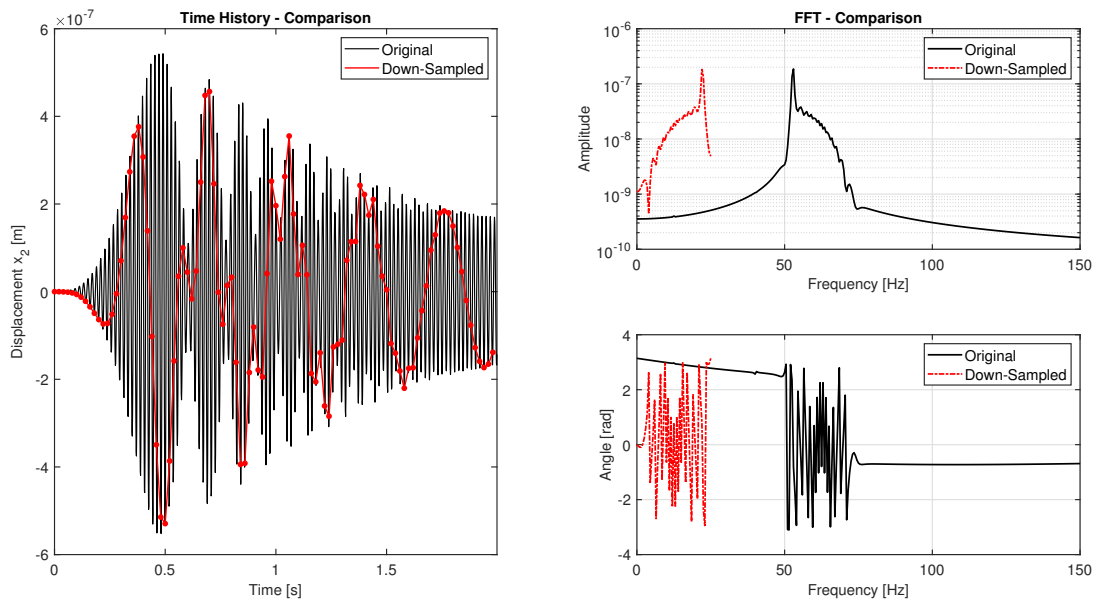 Time History - Comparison
×10^-7
6
4
2
0
-2
-4
-6
Displacement x_2 [m]
0
0.5
1
1.5
Time [s]
Original
Down-Sampled
FFT - Comparison
10^-6
10^-7
10^-8
10^-9
10^-10
Amplitude
0
50
100
150
Frequency [Hz]
Original
Down-Sampled
4
2
0
-2
-4
Angle [rad]
0
50
100
150
Frequency [Hz]
Original
Down-Sampled